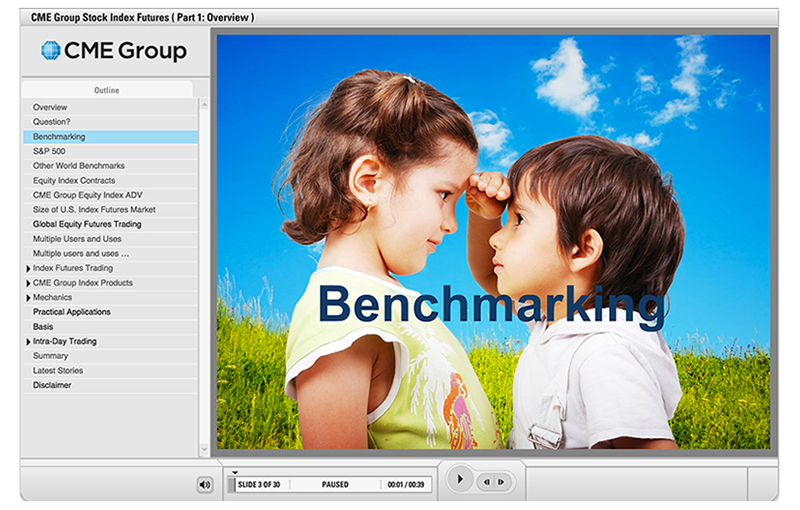 CME Group Stock Index Futures ( Part 1: Overview )
CME Group
Outline
Overview
Question?
Benchmarking
S&P 500
Other World Benchmarks
Equity Index Contracts
CME Group Equity Index ADV
Size of U.S. Index Futures Market
Global Equity Futures Trading
Multiple Users and Uses
Multiple users and uses ...
Index Futures Trading
CME Group Index Products
Mechanics
Practical Applications
Basis
Intra-Day Trading
Summary
Latest Stories
Disclaimer
Benchmarking
SLIDE 3 OF 30 PAUSED 00:01 / 00:39